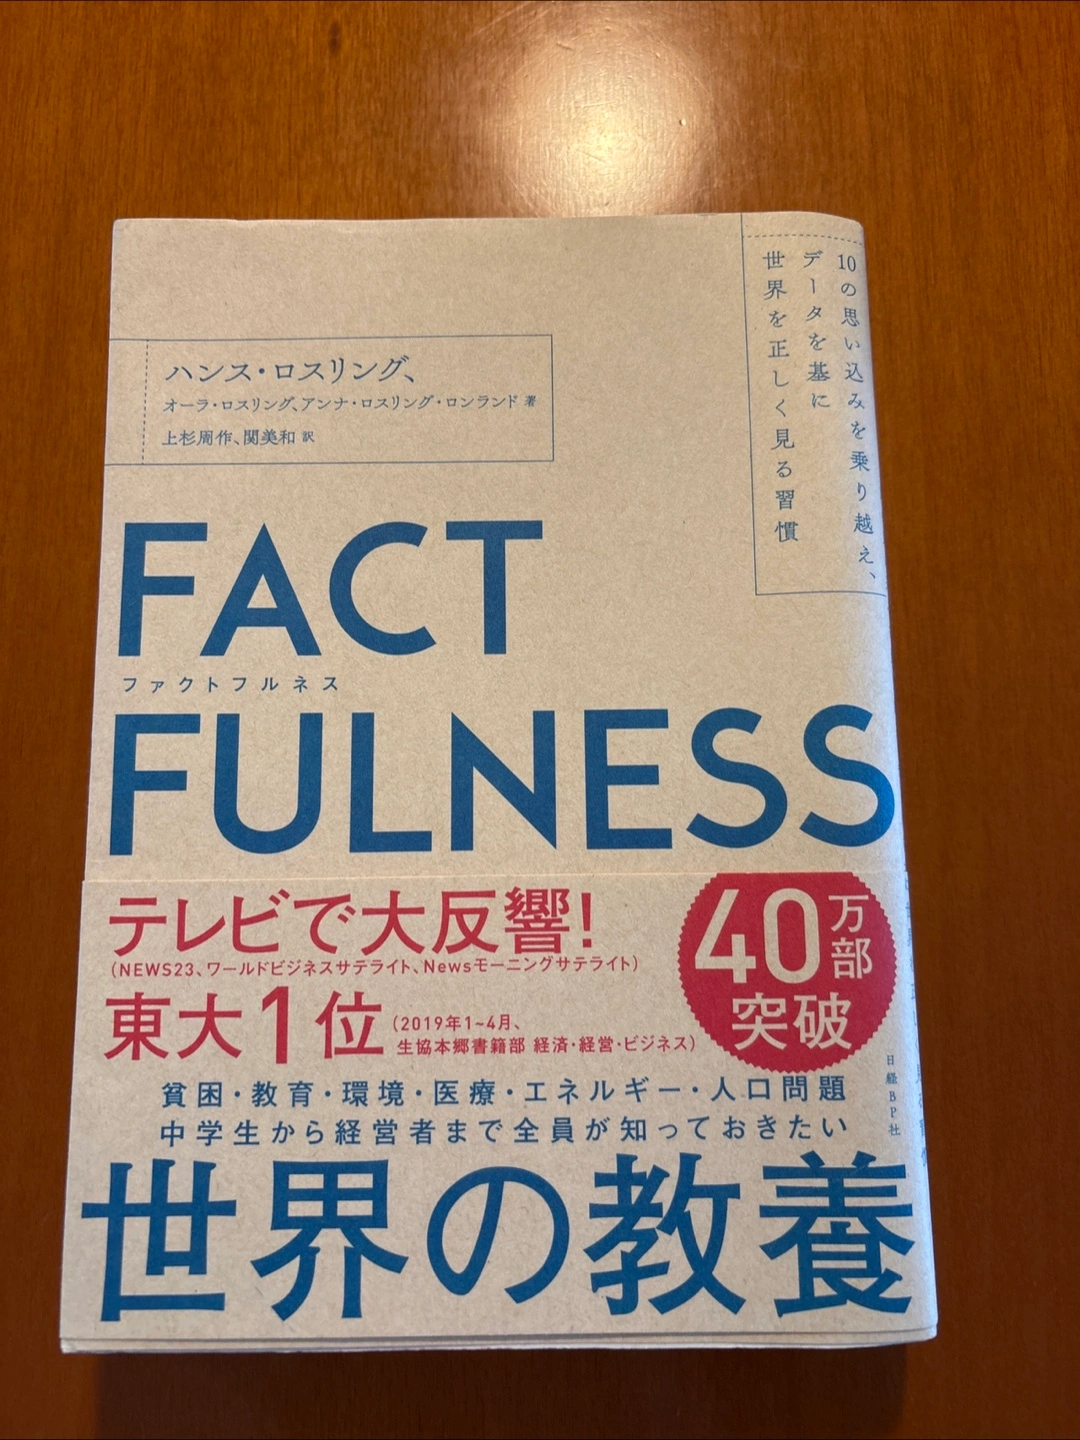 10の思い込みを乗り越え、
データを基に
世界を正しく見る習慣
ハンス・ロスリング、
オーラ・ロスリング、アンナ・ロスリング・ロンランド 著
上杉周作、関美和 訳
FACT
ファクトフルネス
FULNESS
テレビで大反響!
(NEWS23、ワールドビジネスサテライト、Newsモーニングサテライト)
東大1位
(2019年1~4月、
生協本郷書籍部 経済・経営・ビジネス)
40万部
突破
貧困・教育・環境・医療・エネルギー・人口問題
中学生から経営者まで全員が知っておきたい
世界の教養
日経BP社